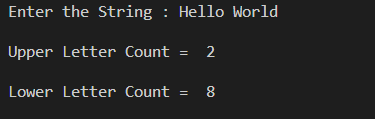 Enter the String : Hello World
Upper Letter Count =  2
Lower Letter Count =  8